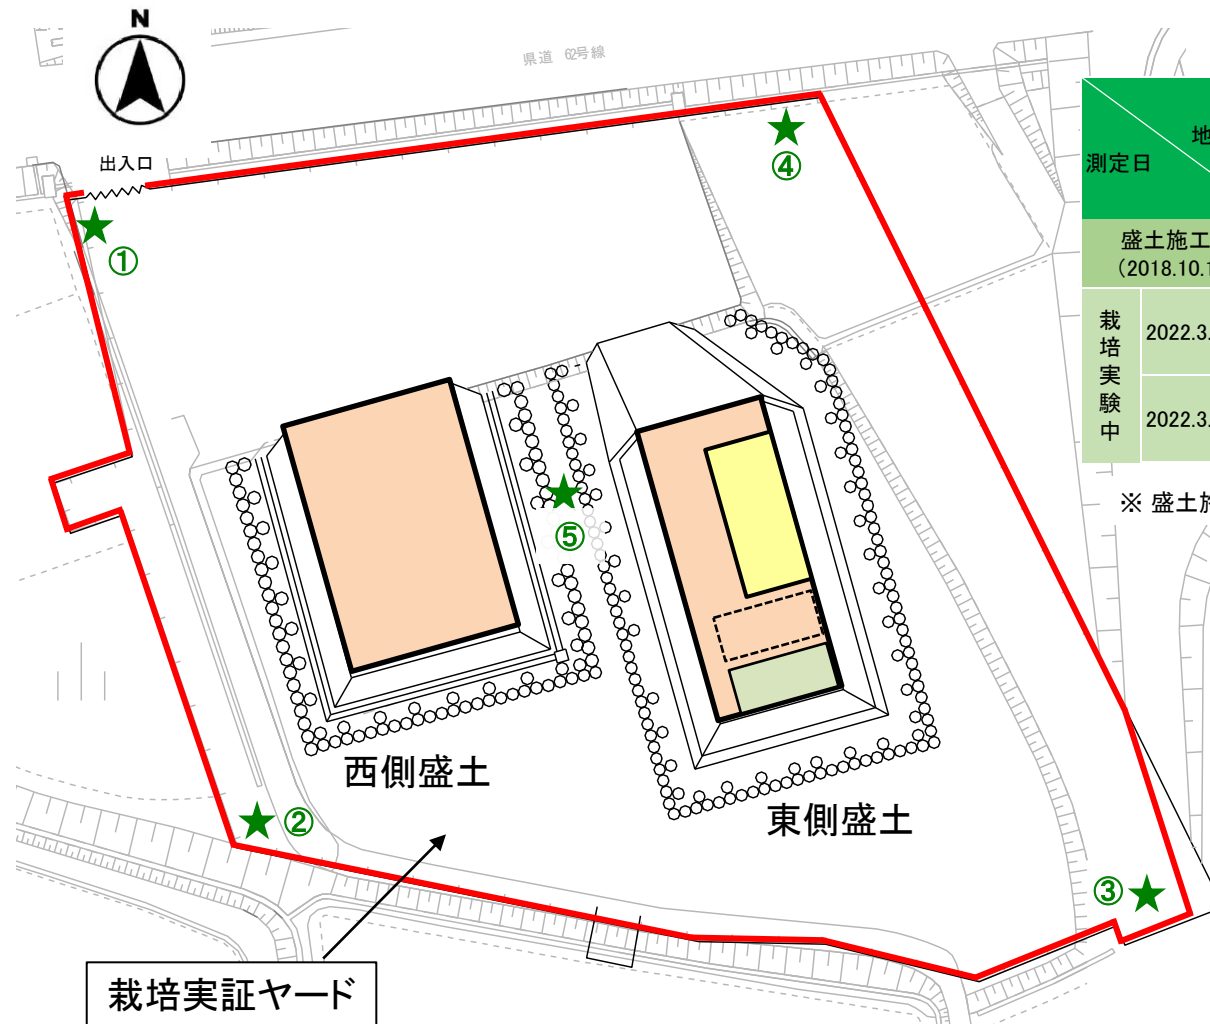 N
県道 62号線
出入口
④
①
地
測定日
盛土施工
（2018.10.1
栽培実験中
2022.3.
2022.3.
※ 盛土施
⑤
西側盛土
東側盛土
②
③
栽培実証ヤード